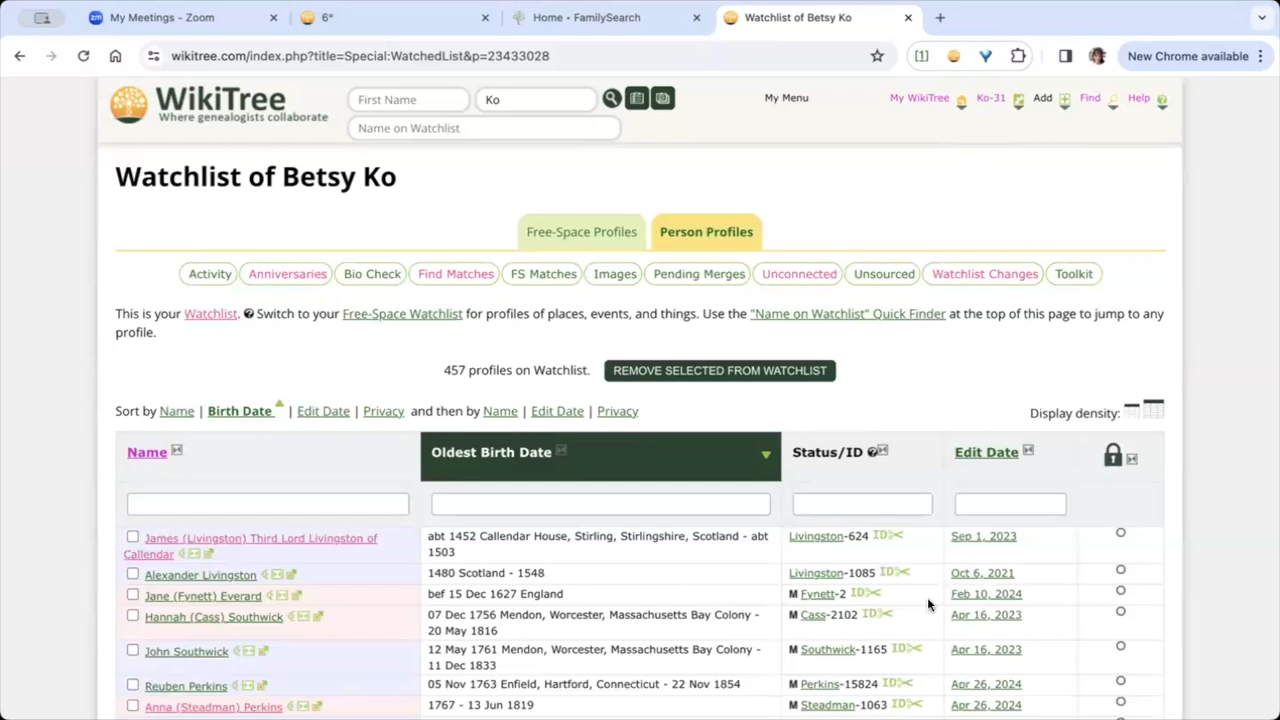 My Meetings - Zoom
6°
Home • FamilySearch
Watchlist of Betsy Ko
wikitree.com/index.php?title=Special:WatchedList&p=23433028
[1]
New Chrome available
WikiTree
Where genealogists collaborate
First Name
Ko
Name on Watchlist
My Menu
My WikiTree
Ko-31
Add
Find
Help
Watchlist of Betsy Ko
Free-Space Profiles
Person Profiles
Activity
Anniversaries
Bio Check
Find Matches
FS Matches
Images
Pending Merges
Unconnected
Unsourced
Watchlist Changes
Toolkit
This is your Watchlist. ? Switch to your Free-Space Watchlist for profiles of places, events, and things. Use the "Name on Watchlist" Quick Finder at the top of this page to jump to any
profile.
457 profiles on Watchlist.
REMOVE SELECTED FROM WATCHLIST
Sort by Name | Birth Date | Edit Date | Privacy and then by Name | Edit Date | Privacy
Display density:
Name
Oldest Birth Date
Status/ID ?
Edit Date
James (Livingston) Third Lord Livingston of
Callendar
abt 1452 Callendar House, Stirling, Stirlingshire, Scotland - abt
1503
Livingston-624 ID
Sep 1, 2023
Alexander Livingston
1480 Scotland - 1548
Livingston-1085 ID
Oct 6, 2021
Jane (Fynett) Everard
bef 15 Dec 1627 England
M Fynett-2 ID
Feb 10, 2024
Hannah (Cass) Southwick
07 Dec 1756 Mendon, Worcester, Massachusetts Bay Colony -
20 May 1816
M Cass-2102 ID
Apr 16, 2023
John Southwick
12 May 1761 Mendon, Worcester, Massachusetts Bay Colony -
11 Dec 1833
M Southwick-1165 ID
Apr 16, 2023
Reuben Perkins
05 Nov 1763 Enfield, Hartford, Connecticut - 22 Nov 1854
M Perkins-15824 ID
Apr 26, 2024
Anna (Steadman) Perkins
1767 - 13 Jun 1819
M Steadman-1063 ID
Apr 26, 2024